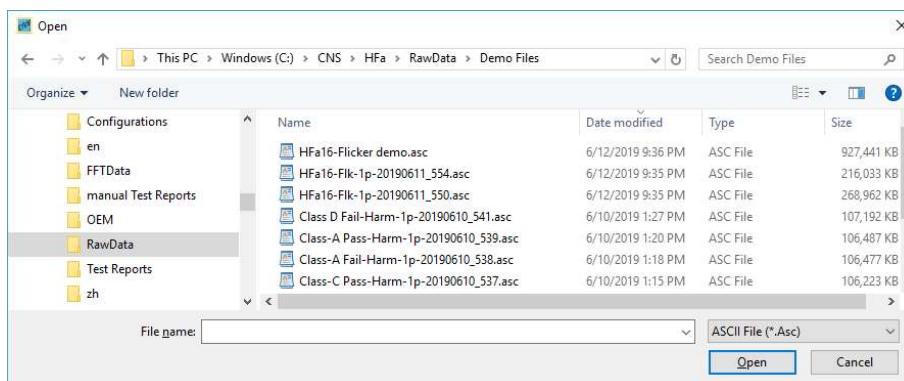 Open
This PC > Windows (C:) > CNS > HFa > RawData > Demo Files
Search Demo Files
Organize New folder
Configurations
en
FFTData
manual Test Reports
OEM
RawData
Test Reports
zh
Name Date modified Type Size
HFa16-Flicker demo.asc 6/12/2019 9:36 PM ASC File 927,441 KB
HFa16-Flk-1p-20190611_554.asc 6/12/2019 9:35 PM ASC File 216,033 KB
HFa16-Flk-1p-20190611_550.asc 6/12/2019 9:35 PM ASC File 268,962 KB
Class D Fail-Harm-1p-20190610_541.asc 6/10/2019 1:27 PM ASC File 107,192 KB
Class-A Pass-Harm-1p-20190610_539.asc 6/10/2019 1:20 PM ASC File 106,487 KB
Class-A Fail-Harm-1p-20190610_538.asc 6/10/2019 1:18 PM ASC File 106,477 KB
Class-C Pass-Harm-1p-20190610_537.asc 6/10/2019 1:15 PM ASC File 106,223 KB
File name: ASCII File (*.Asc)
Open Cancel